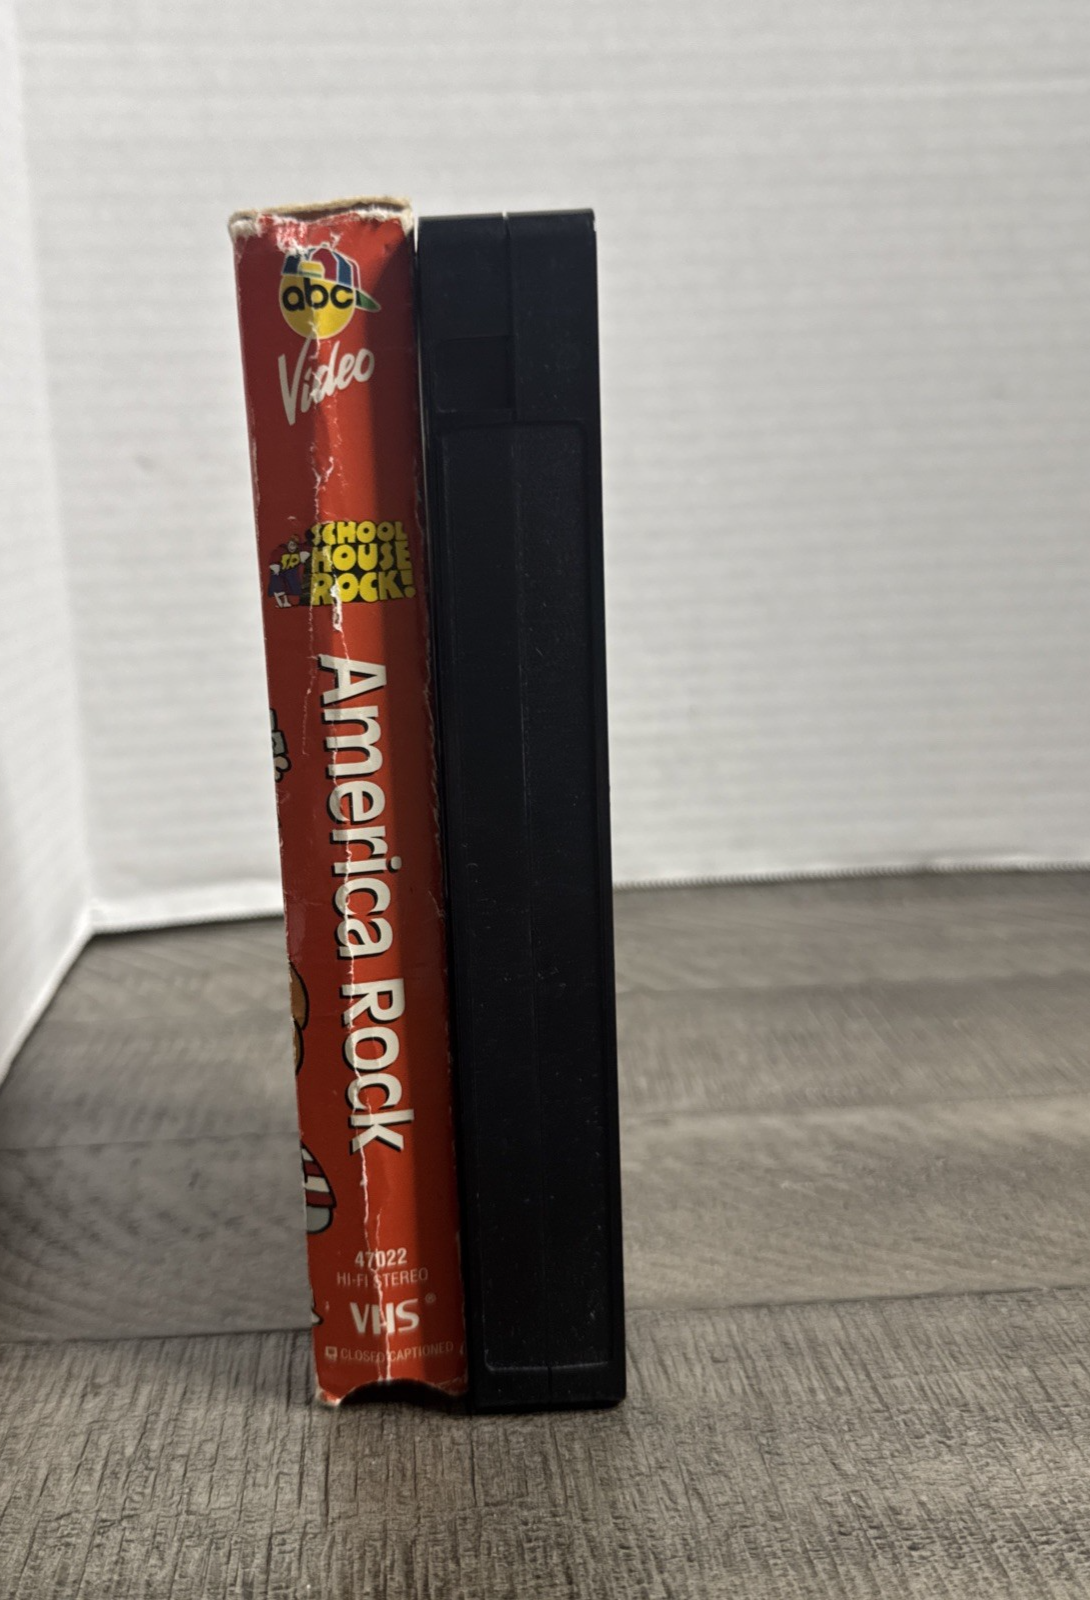 abc
Video
SCHOOL
HOUSE
ROCK!
America Rock
47022
HI-FI STEREO
VHS®
CLOSED CAPTIONED